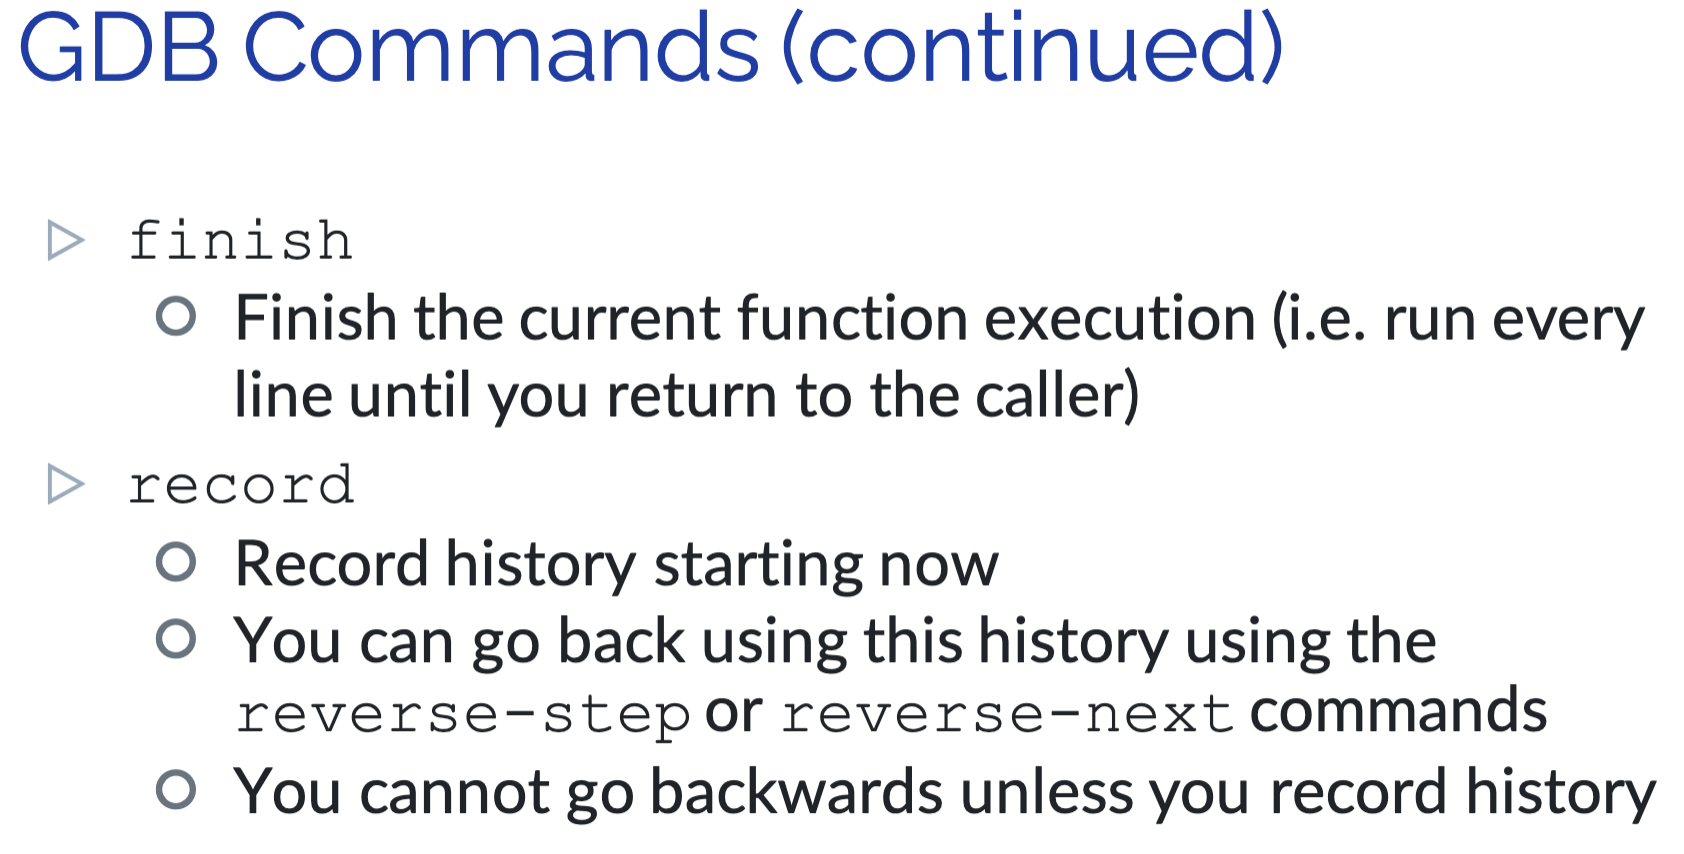 GDB Commands (continued)
finish
Finish the current function execution (i.e. run every
line until you return to the caller)
record
Record history starting now
You can go back using this history using the
reverse-step or reverse-next commands
You cannot go backwards unless you record history